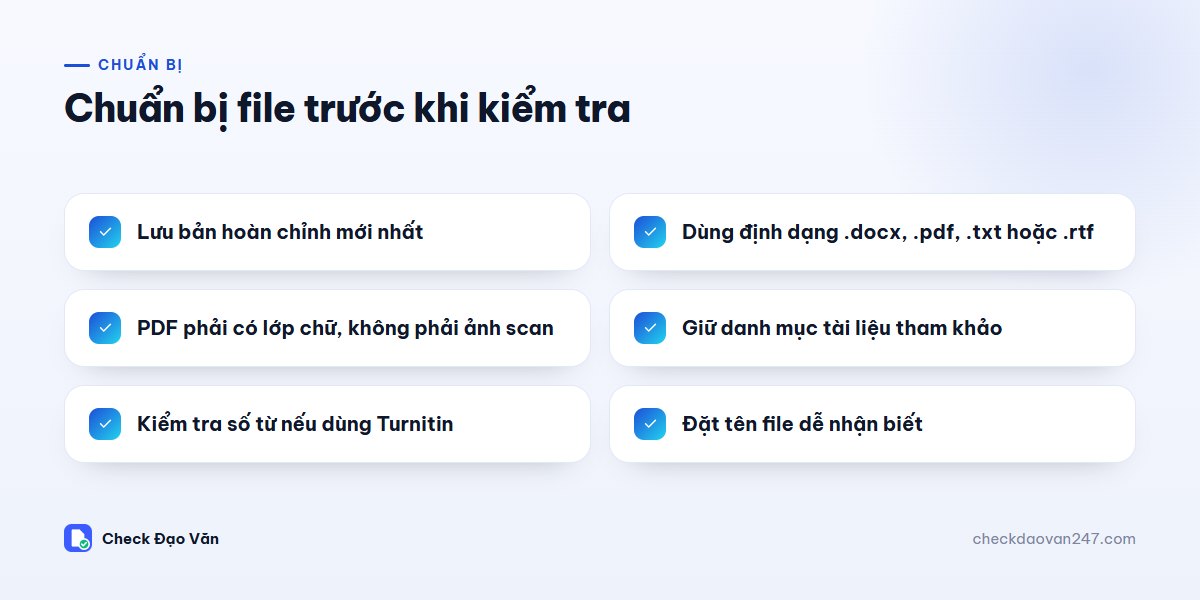 CHUẨN BỊ
Chuẩn bị file trước khi kiểm tra
Lưu bản hoàn chỉnh mới nhất
Dùng định dạng .docx, .pdf, .txt hoặc .rtf
PDF phải có lớp chữ, không phải ảnh scan
Giữ danh mục tài liệu tham khảo
Kiểm tra số từ nếu dùng Turnitin
Đặt tên file dễ nhận biết
Check Đạo Văn
checkdaovan247.com